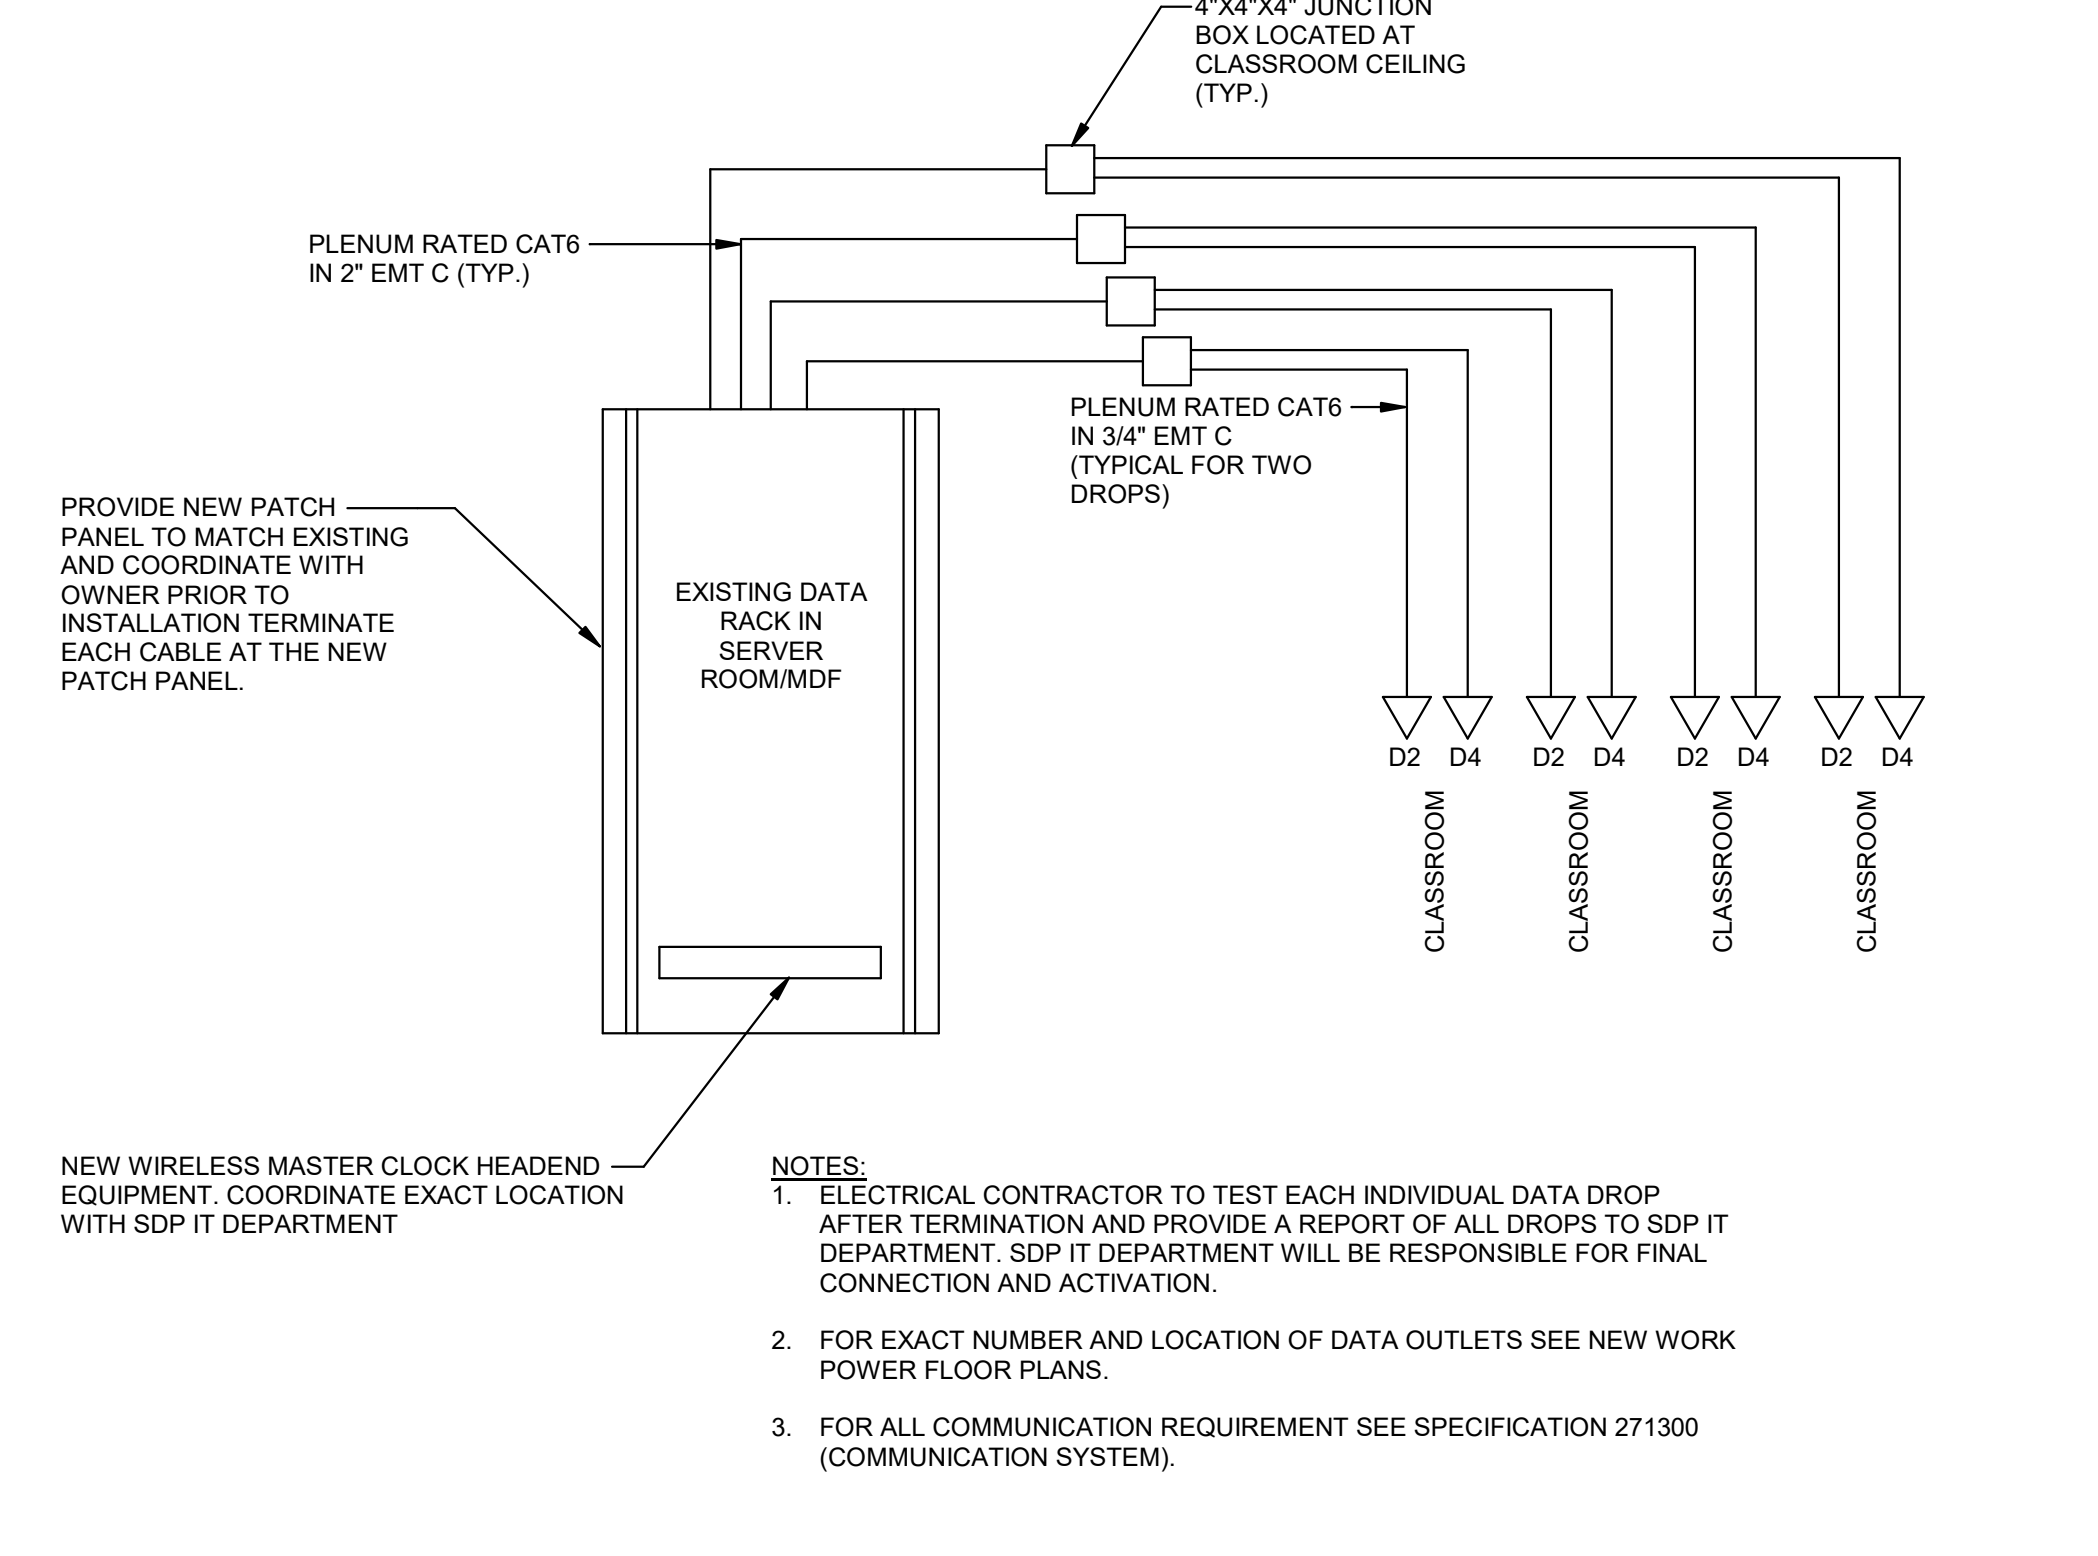 4"X4"X4" JUNCTION
BOX LOCATED AT
CLASSROOM CEILING
(TYP.)
PLENUM RATED CAT6
IN 2" EMT C (TYP.)
PLENUM RATED CAT6
IN 3/4" EMT C
(TYPICAL FOR TWO
DROPS)
PROVIDE NEW PATCH
PANEL TO MATCH EXISTING
AND COORDINATE WITH
OWNER PRIOR TO
INSTALLATION TERMINATE
EACH CABLE AT THE NEW
PATCH PANEL.
EXISTING DATA
RACK IN
SERVER
ROOM/MDF
D2 D4 D2 D4 D2 D4 D2 D4
CLASSROOM
CLASSROOM
CLASSROOM
CLASSROOM
NEW WIRELESS MASTER CLOCK HEADEND
EQUIPMENT. COORDINATE EXACT LOCATION
WITH SDP IT DEPARTMENT
NOTES:
1. ELECTRICAL CONTRACTOR TO TEST EACH INDIVIDUAL DATA DROP
AFTER TERMINATION AND PROVIDE A REPORT OF ALL DROPS TO SDP IT
DEPARTMENT. SDP IT DEPARTMENT WILL BE RESPONSIBLE FOR FINAL
CONNECTION AND ACTIVATION.
2. FOR EXACT NUMBER AND LOCATION OF DATA OUTLETS SEE NEW WORK
POWER FLOOR PLANS.
3. FOR ALL COMMUNICATION REQUIREMENT SEE SPECIFICATION 271300
(COMMUNICATION SYSTEM).